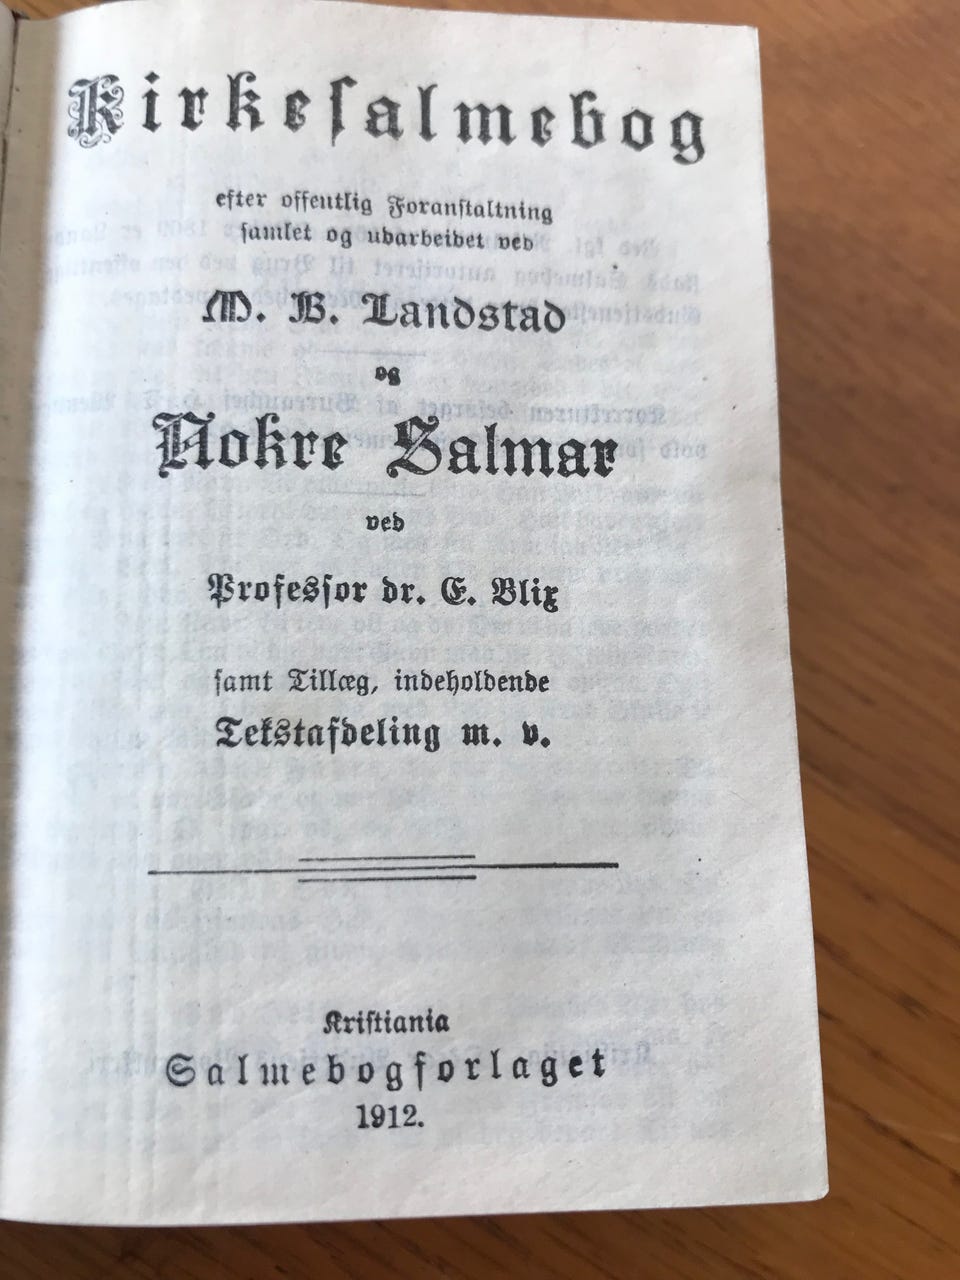 Kirkesalmebog
efter offentlig Foranstaltning
samlet og udarbeidet ved
M. B. Landstad
og
Nokre Salmar
ved
Professor dr. E. Blix
samt Tillæg, indeholdende
Tekstafdeling m. v.
Kristiania
Salmebogforlaget
1912.